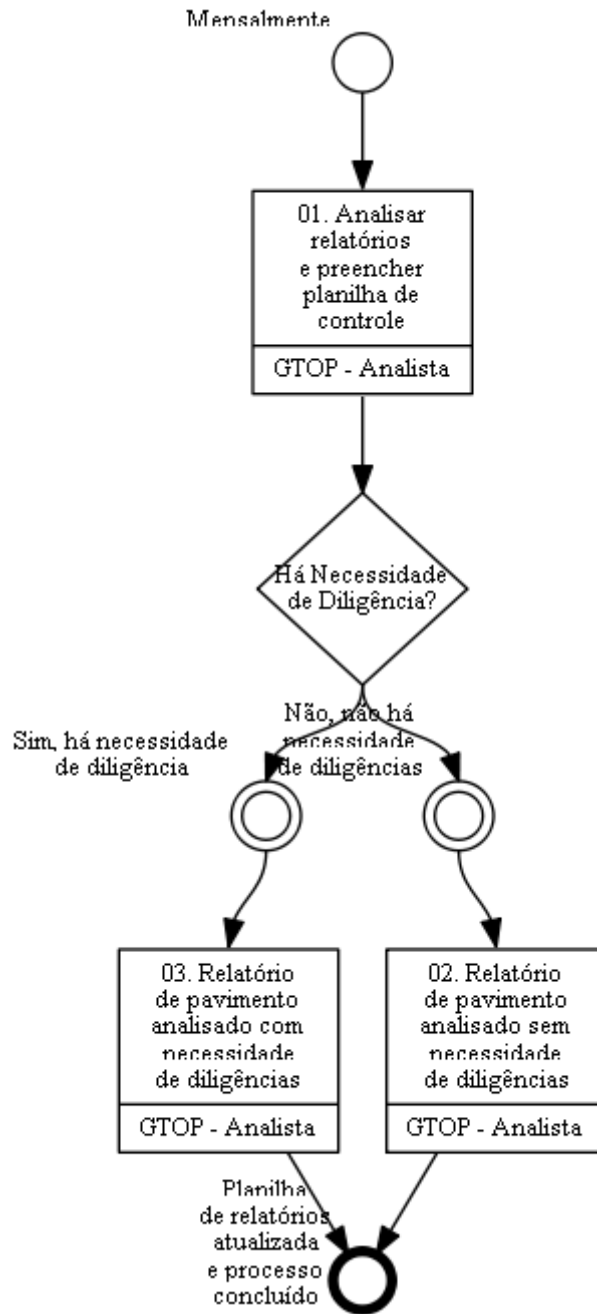 Mensalmente
01. Analisar
relatórios
e preencher
planilha de
controle
GTOP - Analista
Há Necessidade
de Diligência?
Sim, há necessidade
de diligência
Não, não há
necessidade
de diligências
03. Relatório
de pavimento
analisado com
necessidade
de diligências
GTOP - Analista
02. Relatório
de pavimento
analisado sem
necessidade
de diligências
GTOP - Analista
Planilha
de relatórios
atualizada
e processo
concluído